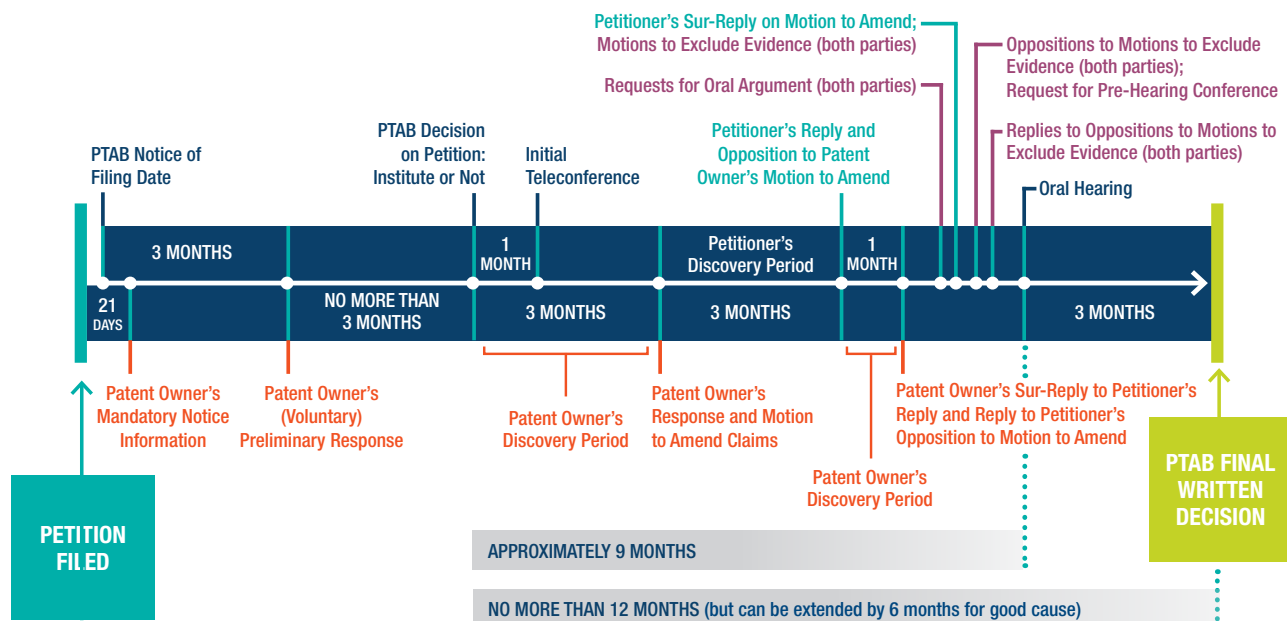 Petitioner's Sur-Reply on Motion to Amend;
Motions to Exclude Evidence (both parties)
Requests for Oral Argument (both parties)
Oppositions to Motions to Exclude
Evidence (both parties);
Request for Pre-Hearing Conference
Replies to Oppositions to Motions to
Exclude Evidence (both parties)
PTAB Notice of
Filing Date
PTAB Decision
on Petition:
Institute or Not
Initial
Teleconference
Petitioner's Reply and
Opposition to Patent
Owner's Motion to Amend
Oral Hearing
3 MONTHS
1
MONTH
Petitioner's
Discovery Period
1
MONTH
21
DAYS
NO MORE THAN
3 MONTHS
3 MONTHS
3 MONTHS
3 MONTHS
Patent Owner's
Mandatory Notice
Information
Patent Owner's
(Voluntary)
Preliminary Response
Patent Owner's
Discovery Period
Patent Owner's
Response and Motion
to Amend Claims
Patent Owner's
Discovery Period
Patent Owner's Sur-Reply to Petitioner's
Reply and Reply to Petitioner's
Opposition to Motion to Amend
PETITION
FILED
PTAB FINAL
WRITTEN
DECISION
APPROXIMATELY 9 MONTHS
NO MORE THAN 12 MONTHS (but can be extended by 6 months for good cause)